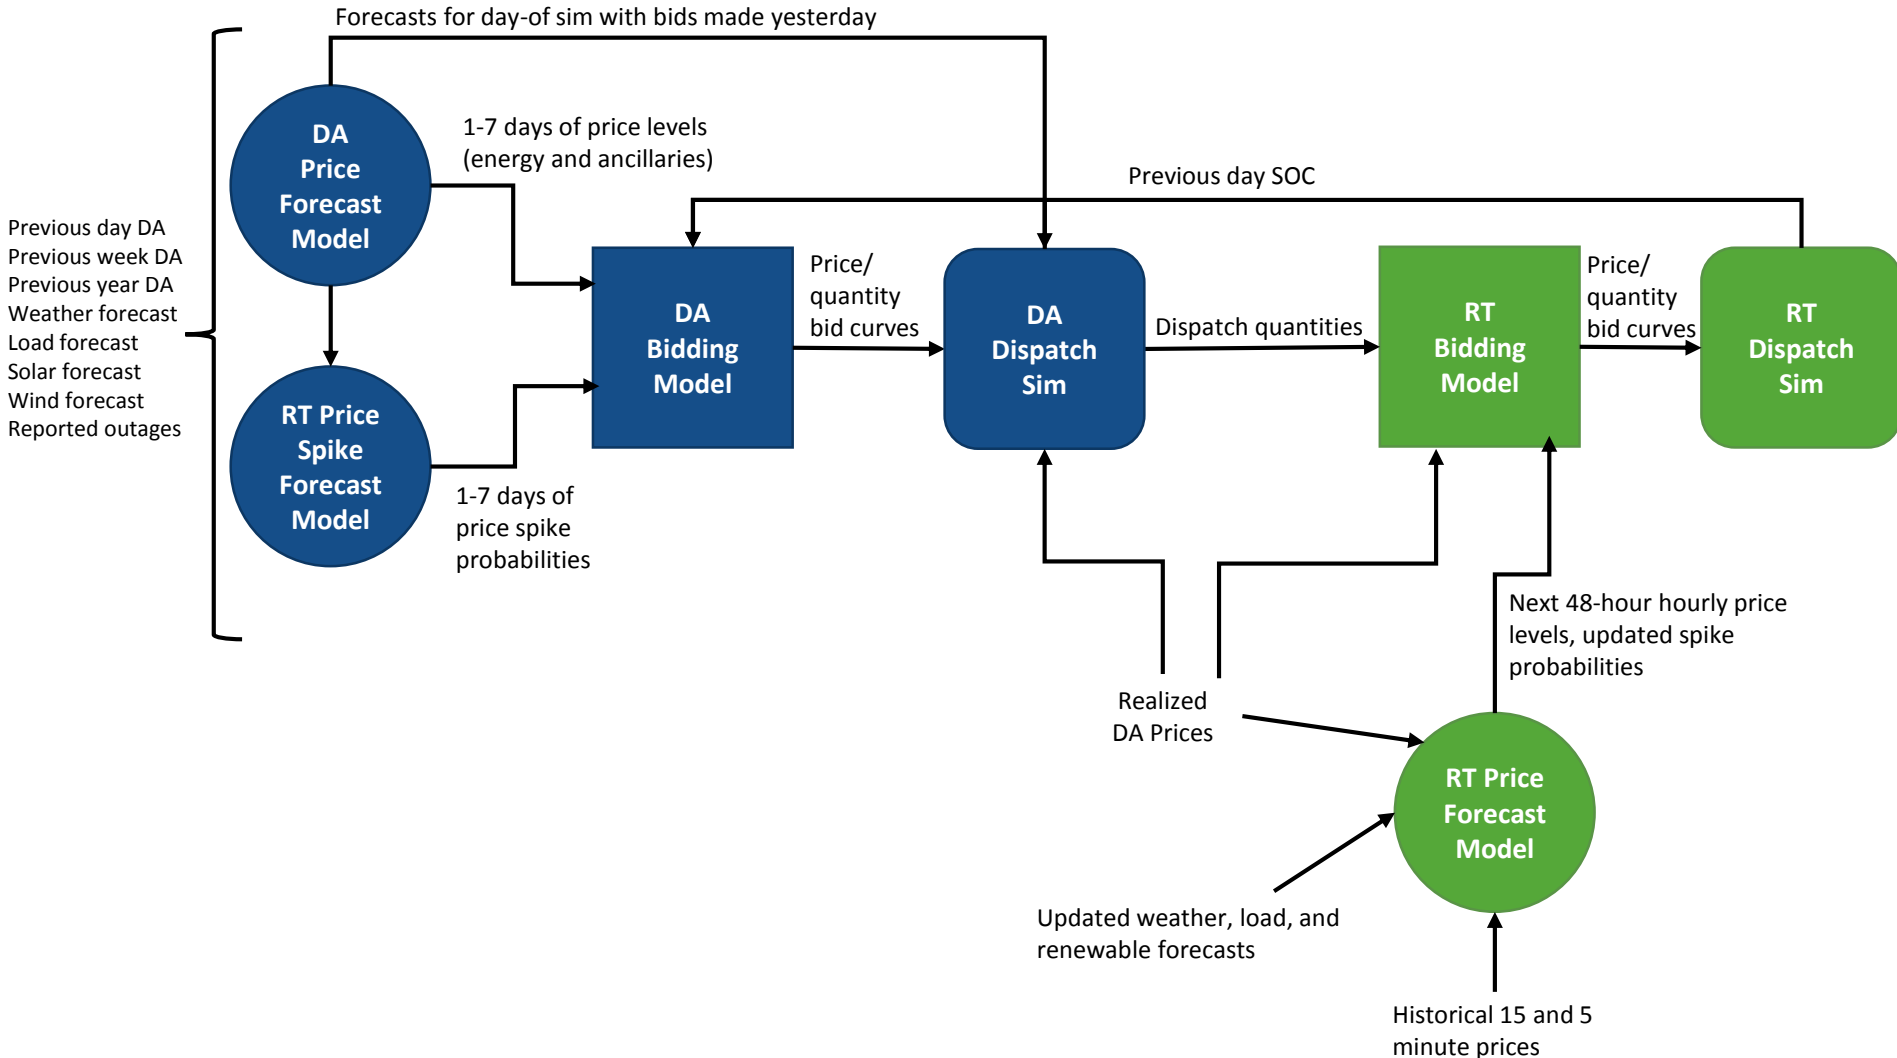 Forecasts for day-of sim with bids made yesterday
DA
Price
Forecast
Model
1-7 days of price levels
(energy and ancillaries)
Previous day SOC
Previous day DA
Previous week DA
Previous year DA
Weather forecast
Load forecast
Solar forecast
Wind forecast
Reported outages
RT Price
Spike
Forecast
Model
1-7 days of
price spike
probabilities
DA
Bidding
Model
Price/
quantity
bid curves
DA
Dispatch
Sim
Dispatch quantities
RT
Bidding
Model
Price/
quantity
bid curves
RT
Dispatch
Sim
Next 48-hour hourly price
levels, updated spike
probabilities
Realized
DA Prices
RT Price
Forecast
Model
Updated weather, load, and
renewable forecasts
Historical 15 and 5
minute prices